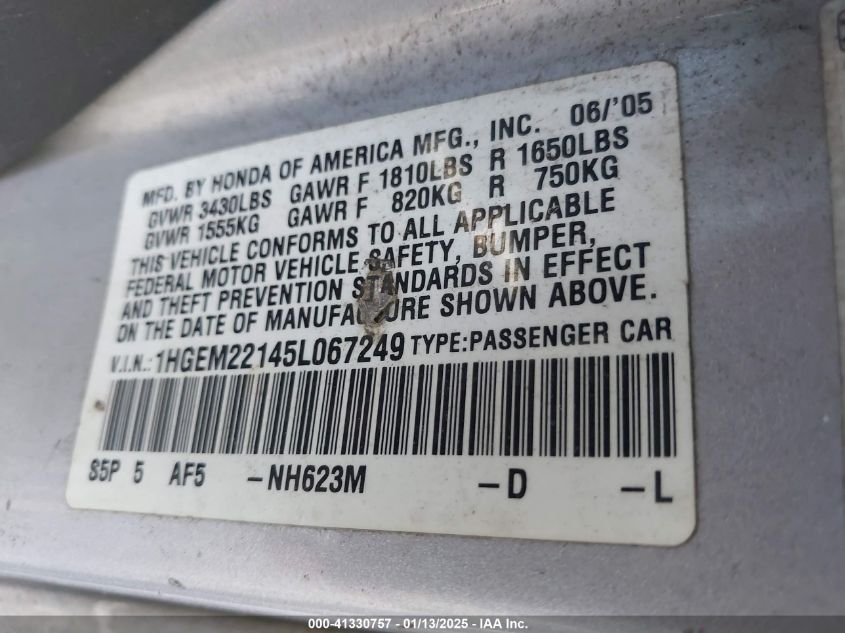 MFD. BY HONDA OF AMERICA MFG., INC. 06/'05
GVWR 3430LBS GAWR F 1810LBS R 1650LBS
GVWR 1555KG GAWR F 820KG R 750KG
THIS VEHICLE CONFORMS TO ALL APPLICABLE
FEDERAL MOTOR VEHICLE SAFETY, BUMPER,
AND THEFT PREVENTION STANDARDS IN EFFECT
ON THE DATE OF MANUFACTURE SHOWN ABOVE.
V.I.N.: 1HGEM22145L067249 TYPE:PASSENGER CAR
S5P 5 AF5 -NH623M -D -L
000-41330757 - 01/13/2025 - IAA Inc.